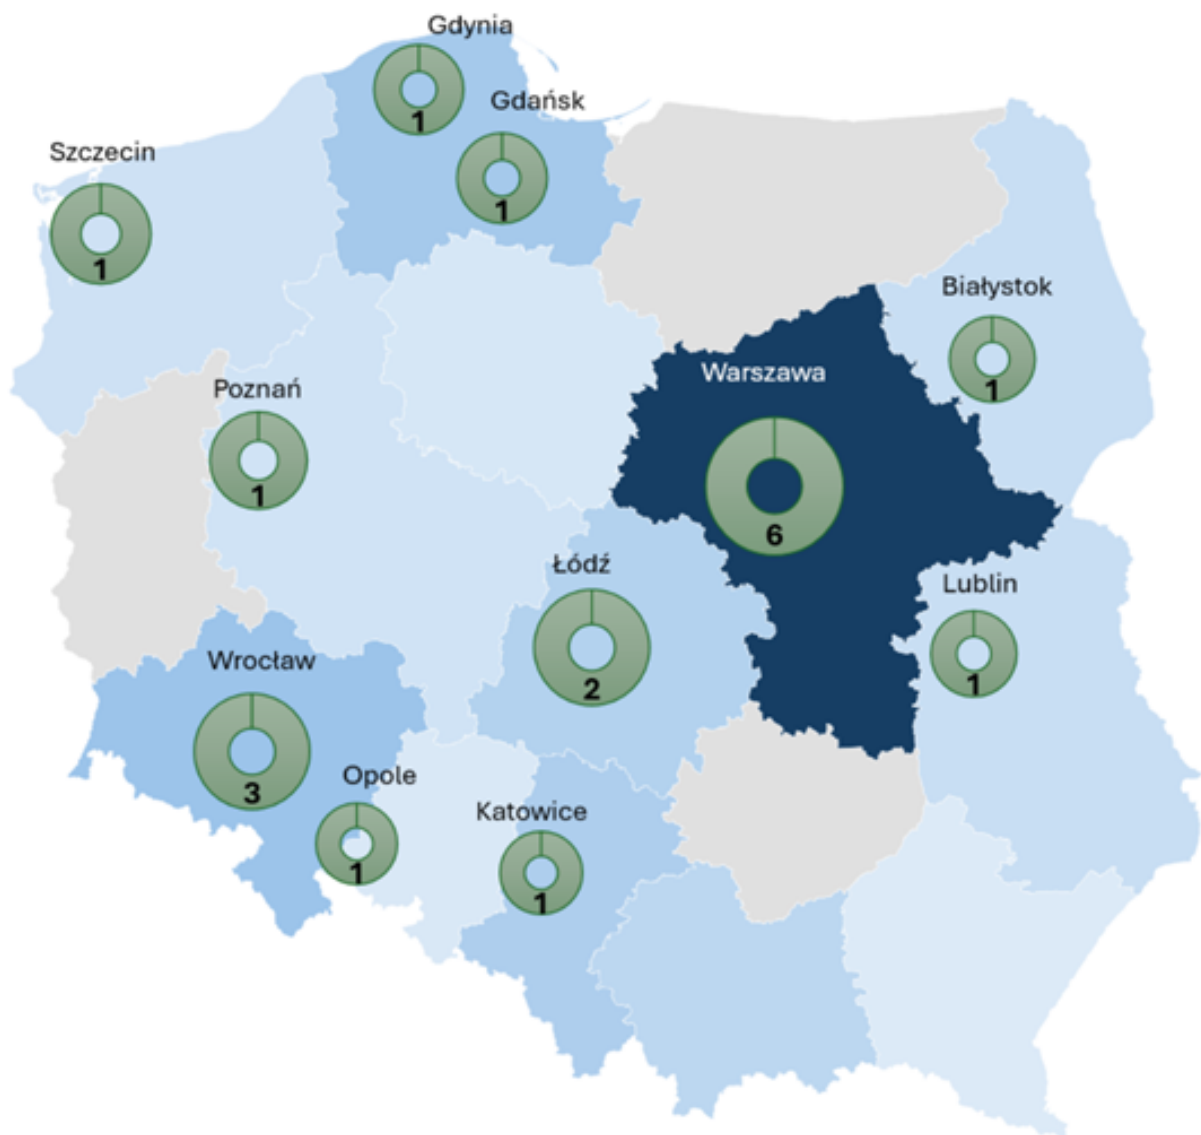 Gdynia
1
Gdańsk
1
Szczecin
1
Białystok
1
Warszawa
6
Poznań
1
Łódź
2
Lublin
1
Wrocław
3
Opole
1
Katowice
1